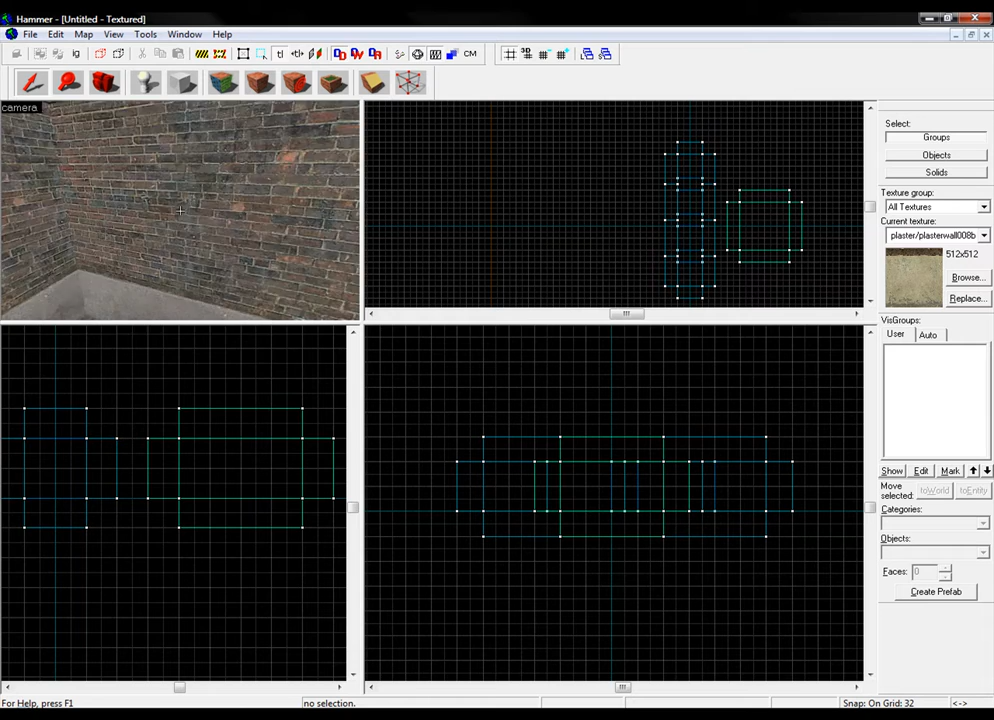 Hammer - [Untitled - Textured]
File Edit Map View Tools Window Help
ig tl CM
camera
Select:
Groups
Objects
Solids
Texture group:
All Textures
Current texture:
plaster/plasterwall008b
512x512
Browse...
Replace...
VisGroups:
User Auto
Show Edit Mark
Move selected:
toWorld toEntity
Categories:
Objects:
Faces: 0
Create Prefab
For Help, press F1 no selection. Snap: On Grid: 32 <->